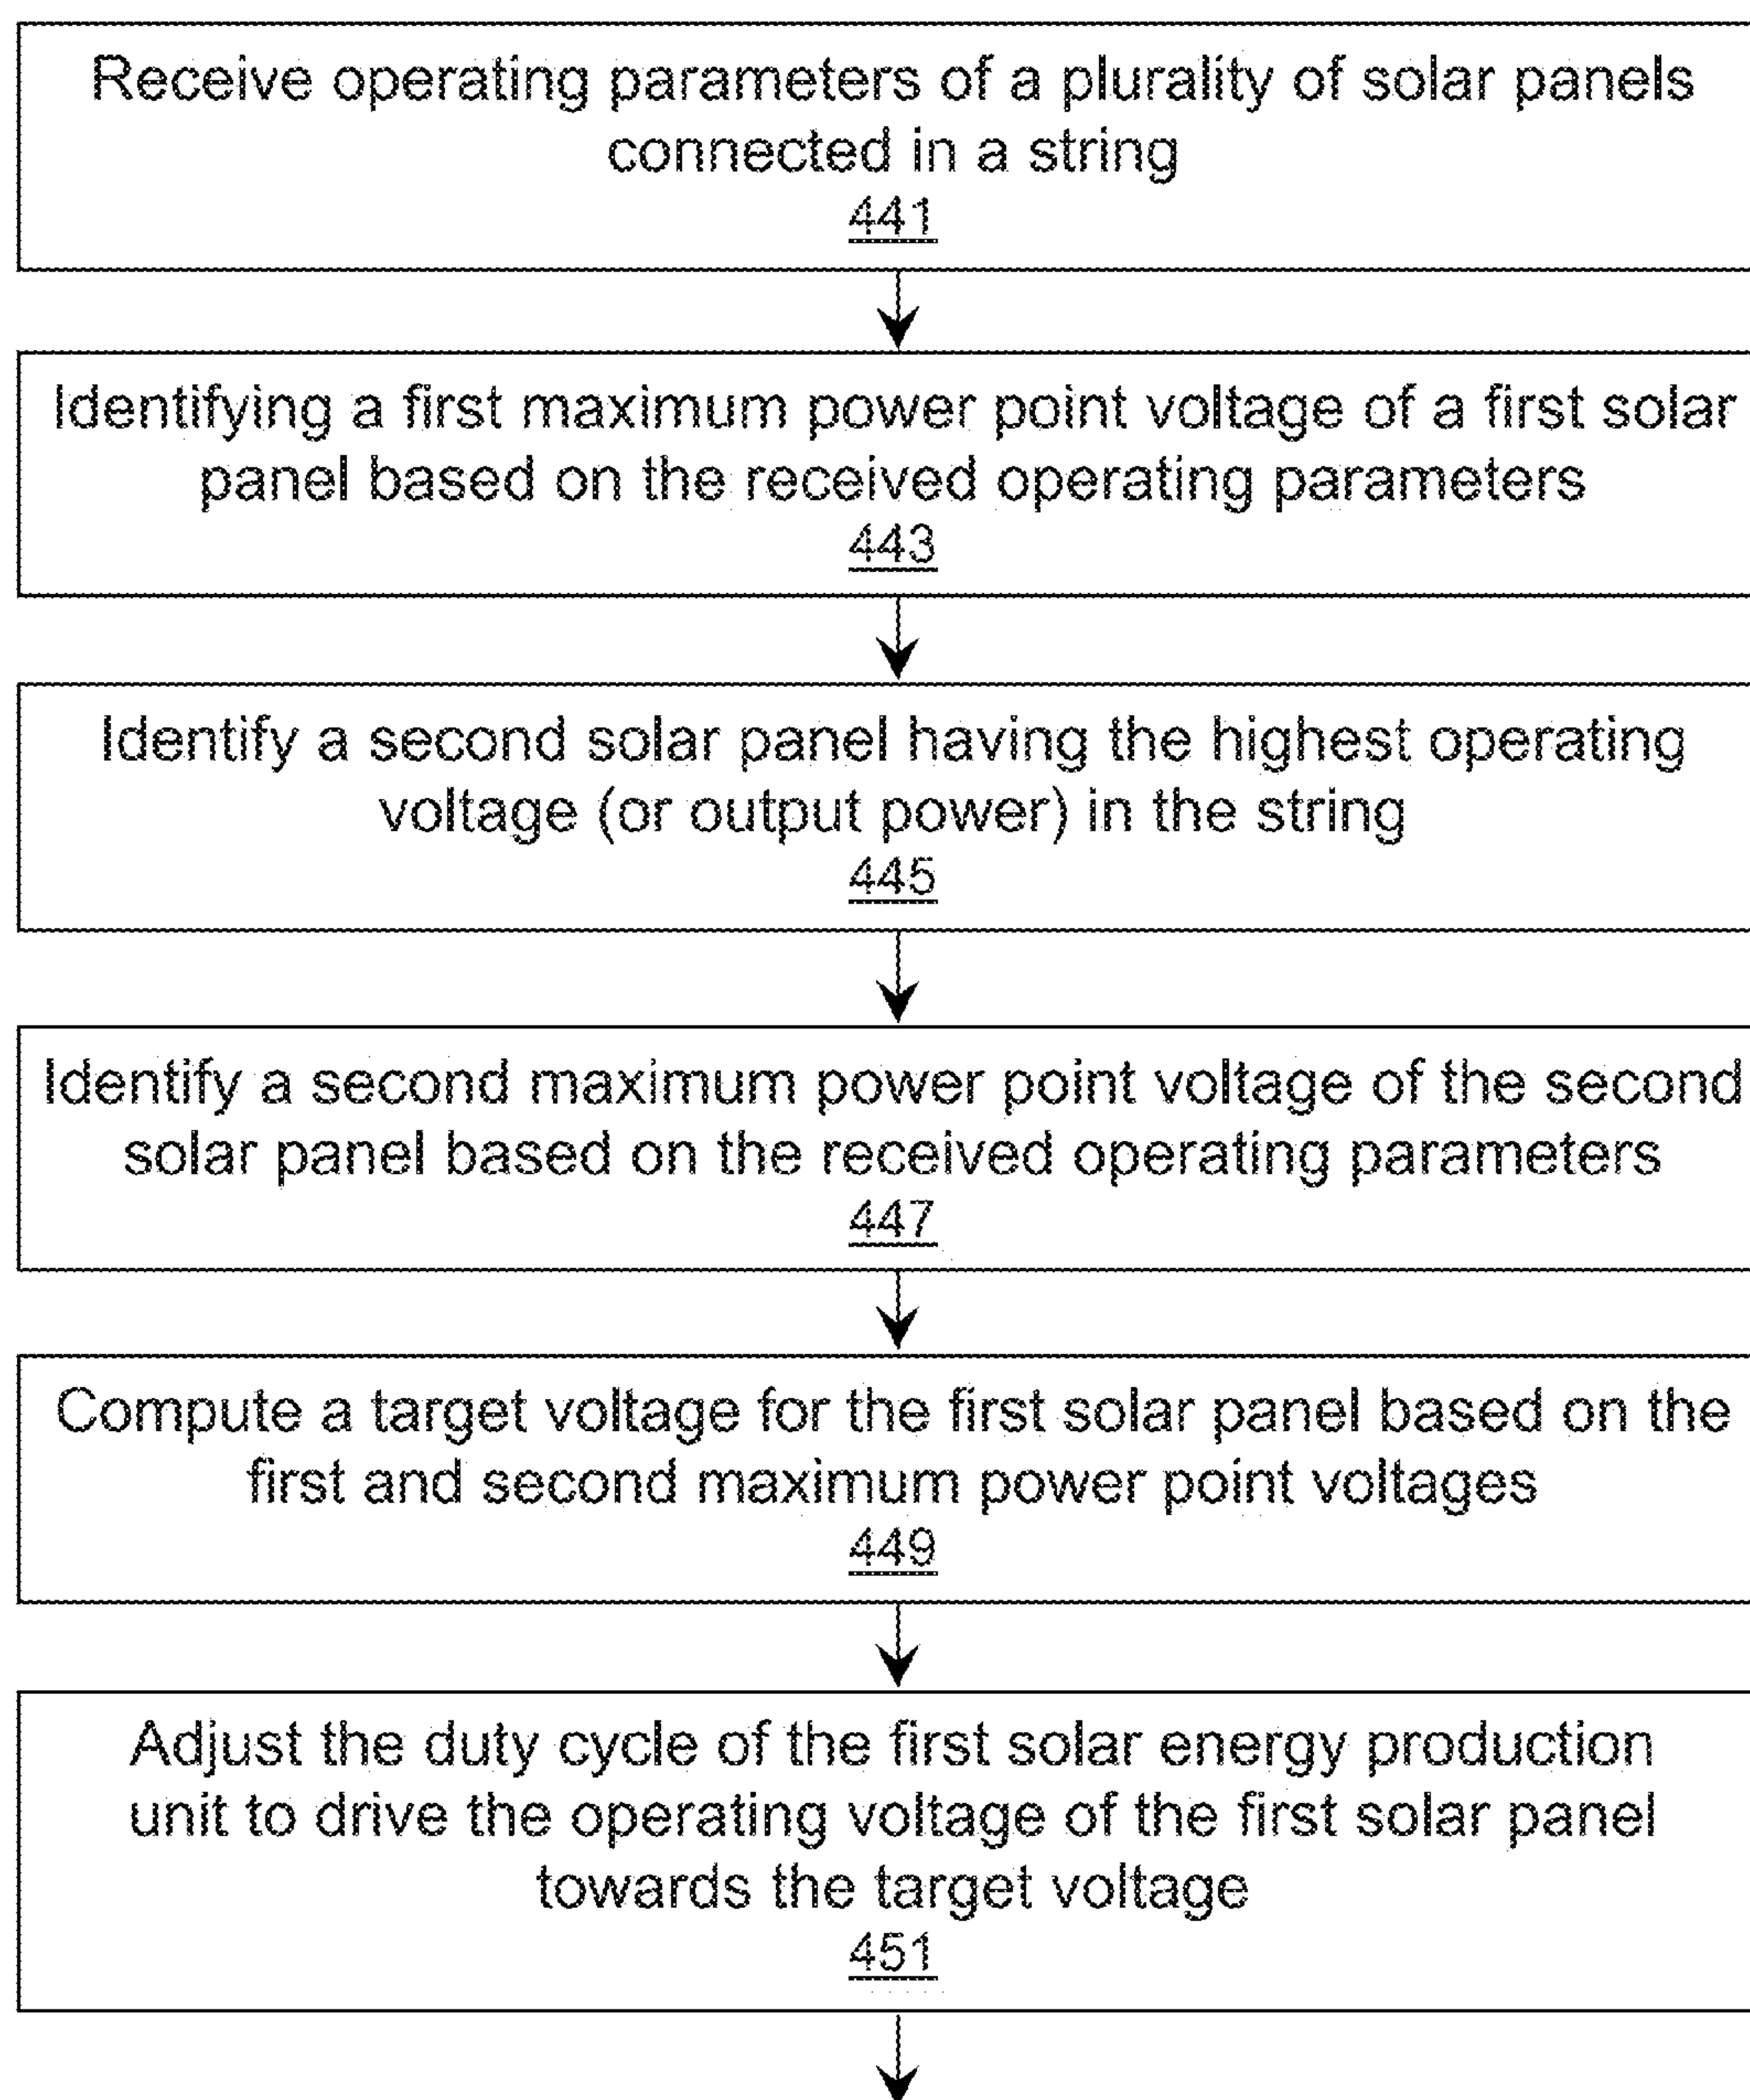 Receive operating parameters of a plurality of solar panels
connected in a string
441
Identifying a first maximum power point voltage of a first solar
panel based on the received operating parameters
443
Identify a second solar panel having the highest operating
voltage (or output power) in the string
445
Identify a second maximum power point voltage of the second
solar panel based on the received operating parameters
447
Compute a target voltage for the first solar panel based on the
first and second maximum power point voltages
449
Adjust the duty cycle of the first solar energy production
unit to drive the operating voltage of the first solar panel
towards the target voltage
451